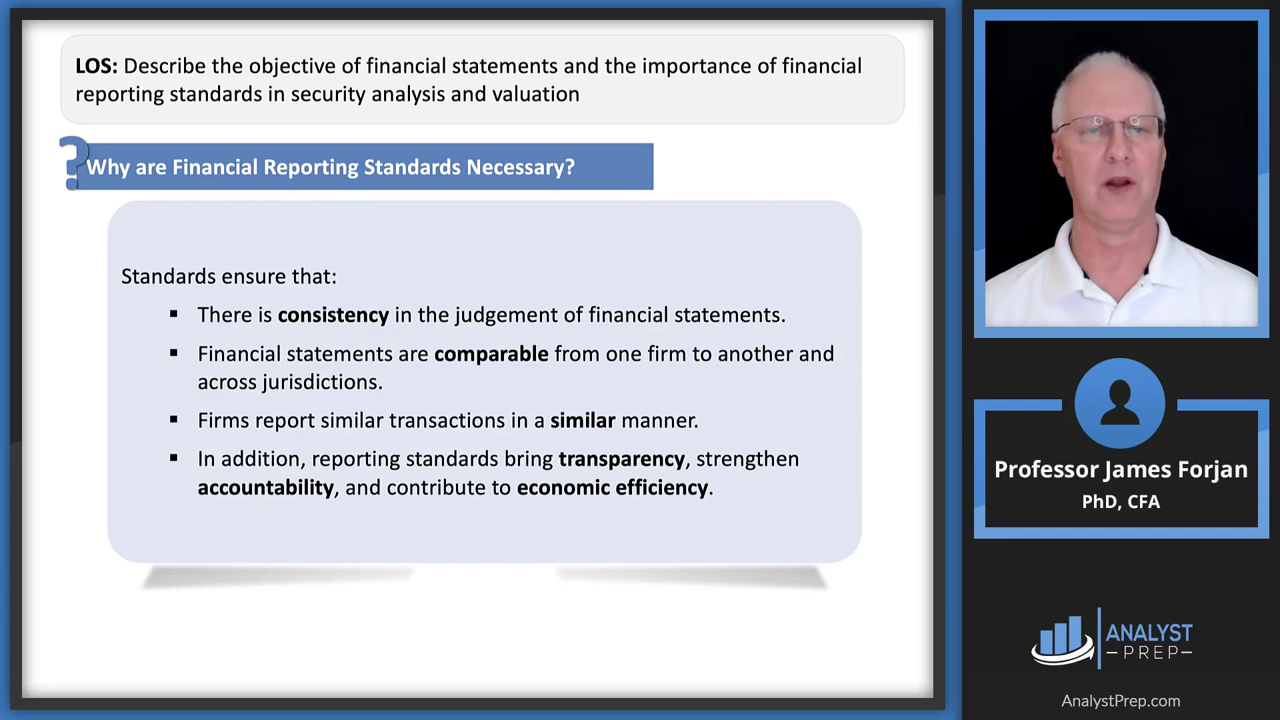 LOS: Describe the objective of financial statements and the importance of financial
reporting standards in security analysis and valuation
? Why are Financial Reporting Standards Necessary?
Standards ensure that:
▪ There is consistency in the judgement of financial statements.
▪ Financial statements are comparable from one firm to another and
across jurisdictions.
▪ Firms report similar transactions in a similar manner.
▪ In addition, reporting standards bring transparency, strengthen
accountability, and contribute to economic efficiency.
Professor James Forjan
PhD, CFA
ANALYST
–PREP–
AnalystPrep.com